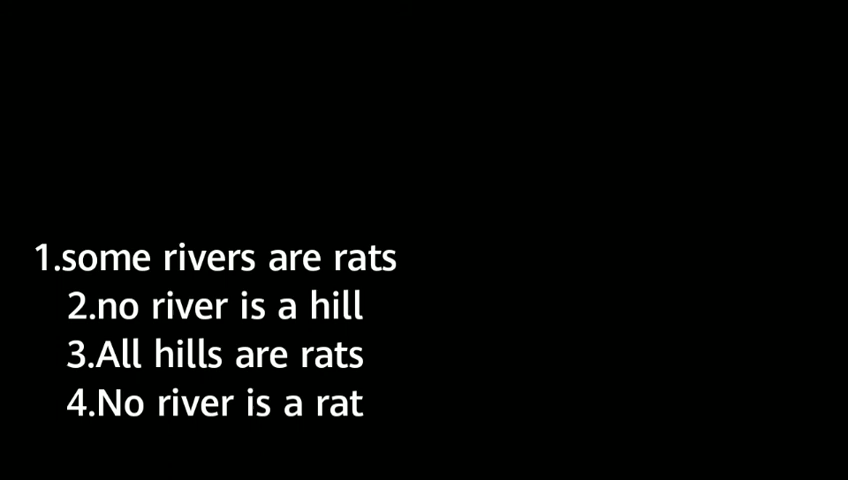 1.some rivers are rats
2.no river is a hill
3.All hills are rats
4.No river is a rat